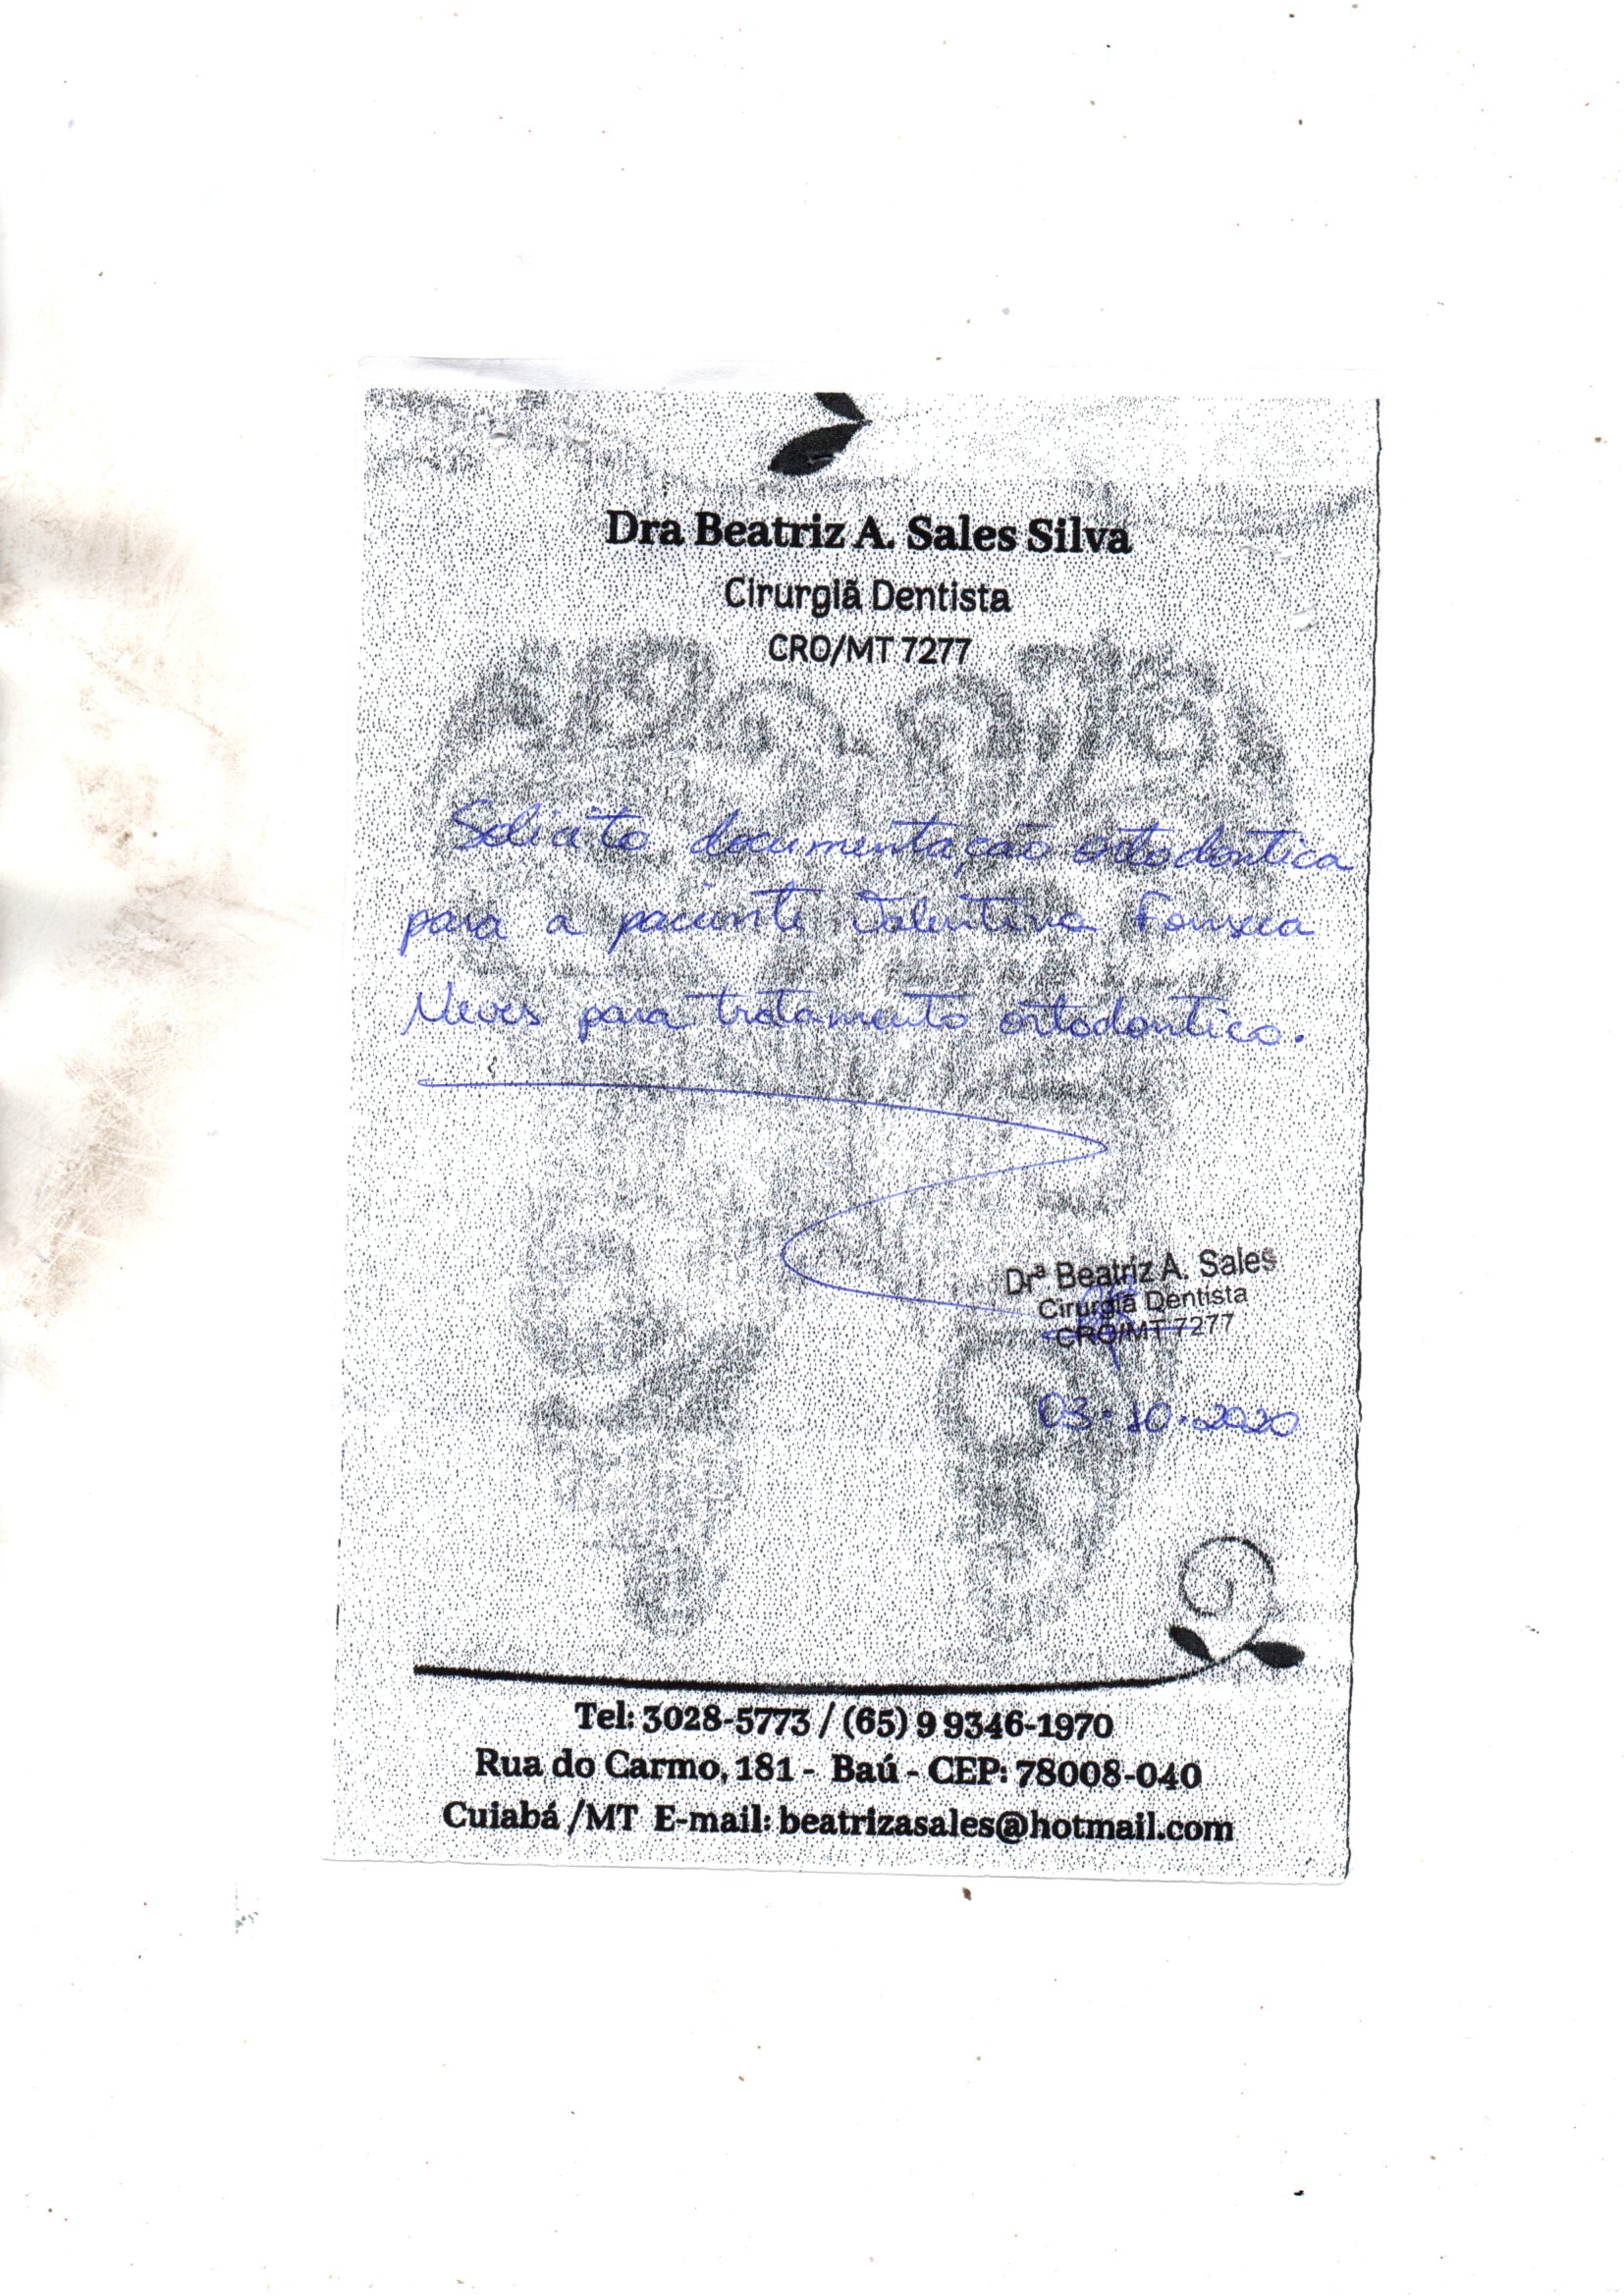 Dra Beatriz A. Sales Silva
Cirurgiã Dentista
CRO/MT 7277
Solicito documentação ortodontica
para a paciente Valentina Fonseca
Neves para tratamento ortodontico.
Drª Beatriz A. Sales
Cirurgiã Dentista
CRO/MT 7277
03.10.2020
Tel: 3028-5773 / (65) 9 9346-1970
Rua do Carmo, 181 - Baú - CEP: 78008-040
Cuiabá /MT E-mail: beatrizasales@hotmail.com